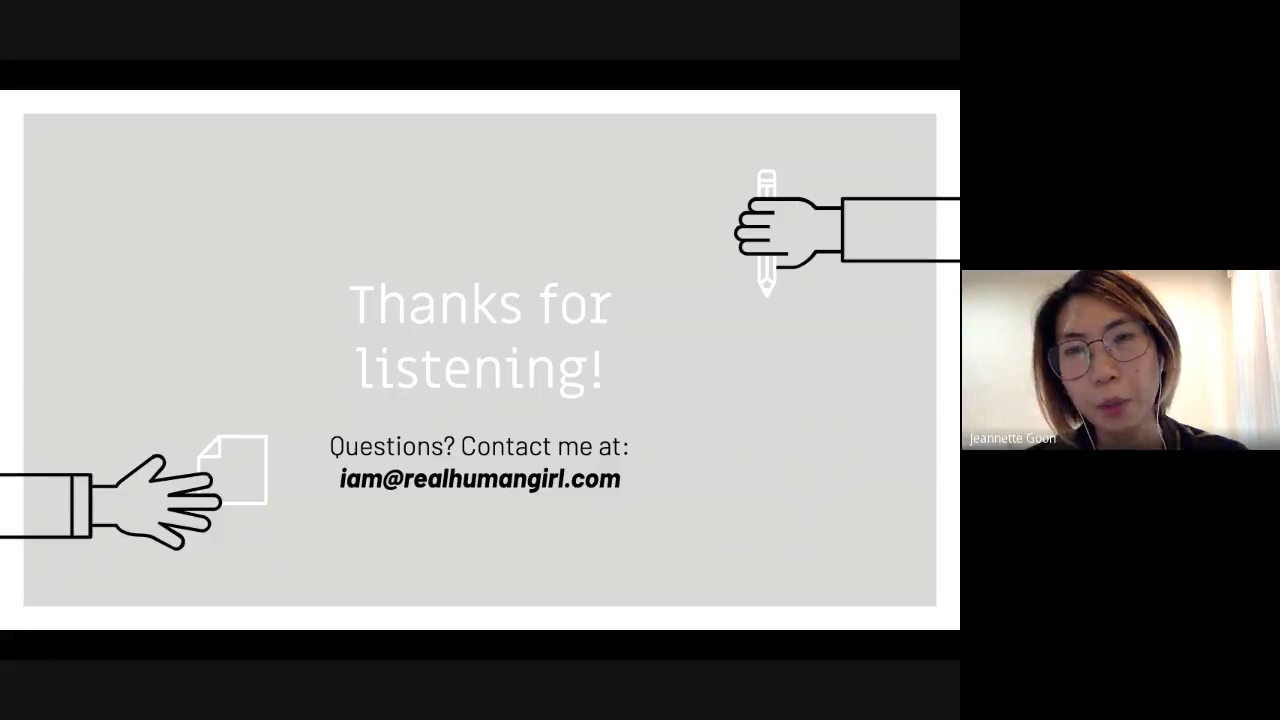 Thanks for
listening!
Questions? Contact me at:
iam@realhumangirl.com
Jeannette Goon